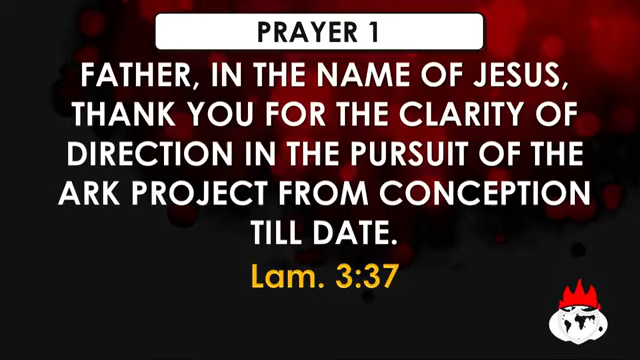 PRAYER 1
FATHER, IN THE NAME OF JESUS,
THANK YOU FOR THE CLARITY OF
DIRECTION IN THE PURSUIT OF THE
ARK PROJECT FROM CONCEPTION
TILL DATE.
Lam. 3:37